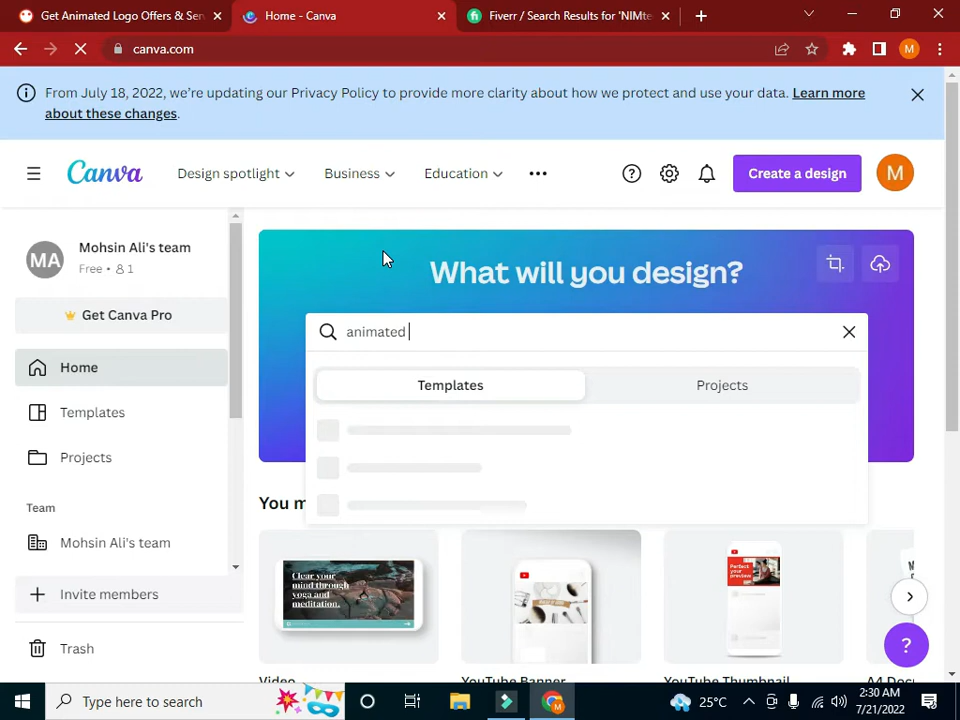 Get Animated Logo Offers & Ser
Home - Canva
Fiverr / Search Results for 'NIMte
canva.com
M
From July 18, 2022, we're updating our Privacy Policy to provide more clarity about how we protect and use your data. Learn more
about these changes.
Canva
Design spotlight
Business
Education
Create a design
M
MA
Mohsin Ali's team
Free • 1
Get Canva Pro
What will you design?
animated
Templates
Projects
Home
Templates
Projects
Team
Mohsin Ali's team
Invite members
Trash
You m
Clear your
mind through
yoga and
meditation.
Perfect
your
preview
Video
YouTube Banner
YouTube Thumbnail
A4 Docu
?
Type here to search
25°C
2:30 AM
7/21/2022